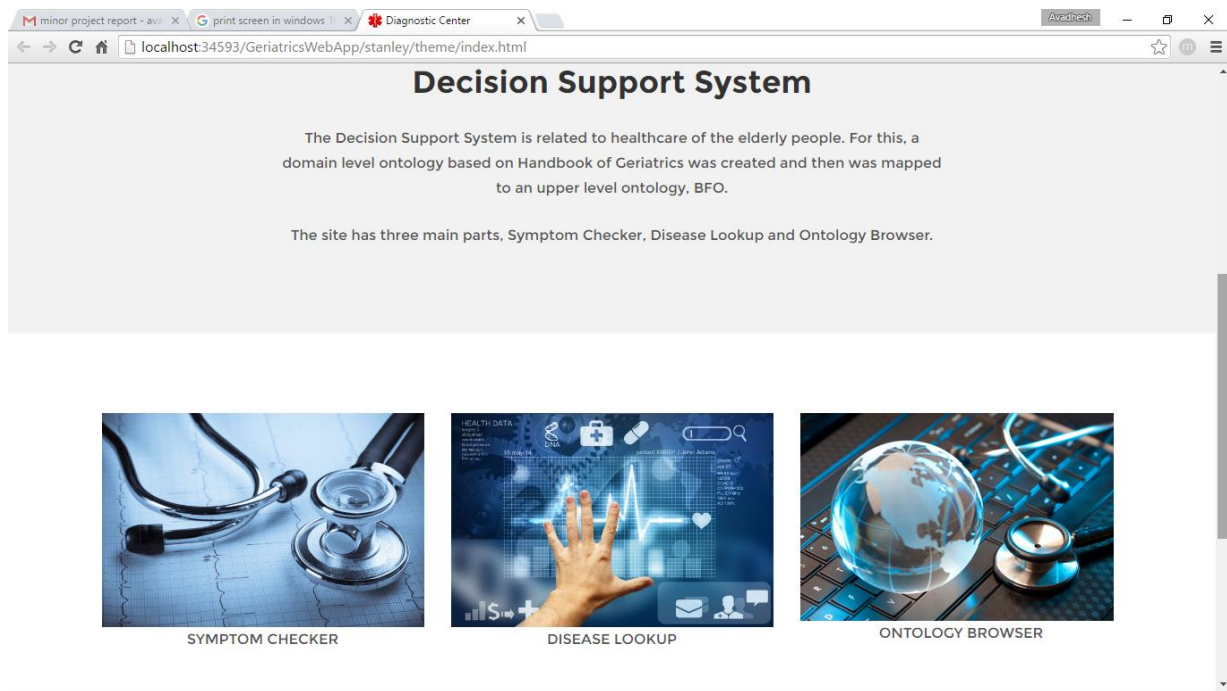 minor project report - ava
print screen in windows 1
Diagnostic Center
Avadhesh
localhost:34593/GeriatricsWebApp/stanley/theme/index.html
Decision Support System
The Decision Support System is related to healthcare of the elderly people. For this, a
domain level ontology based on Handbook of Geriatrics was created and then was mapped
to an upper level ontology, BFO.
The site has three main parts, Symptom Checker, Disease Lookup and Ontology Browser.
HEALTH DATA
DNA
SYMPTOM CHECKER
DISEASE LOOKUP
ONTOLOGY BROWSER